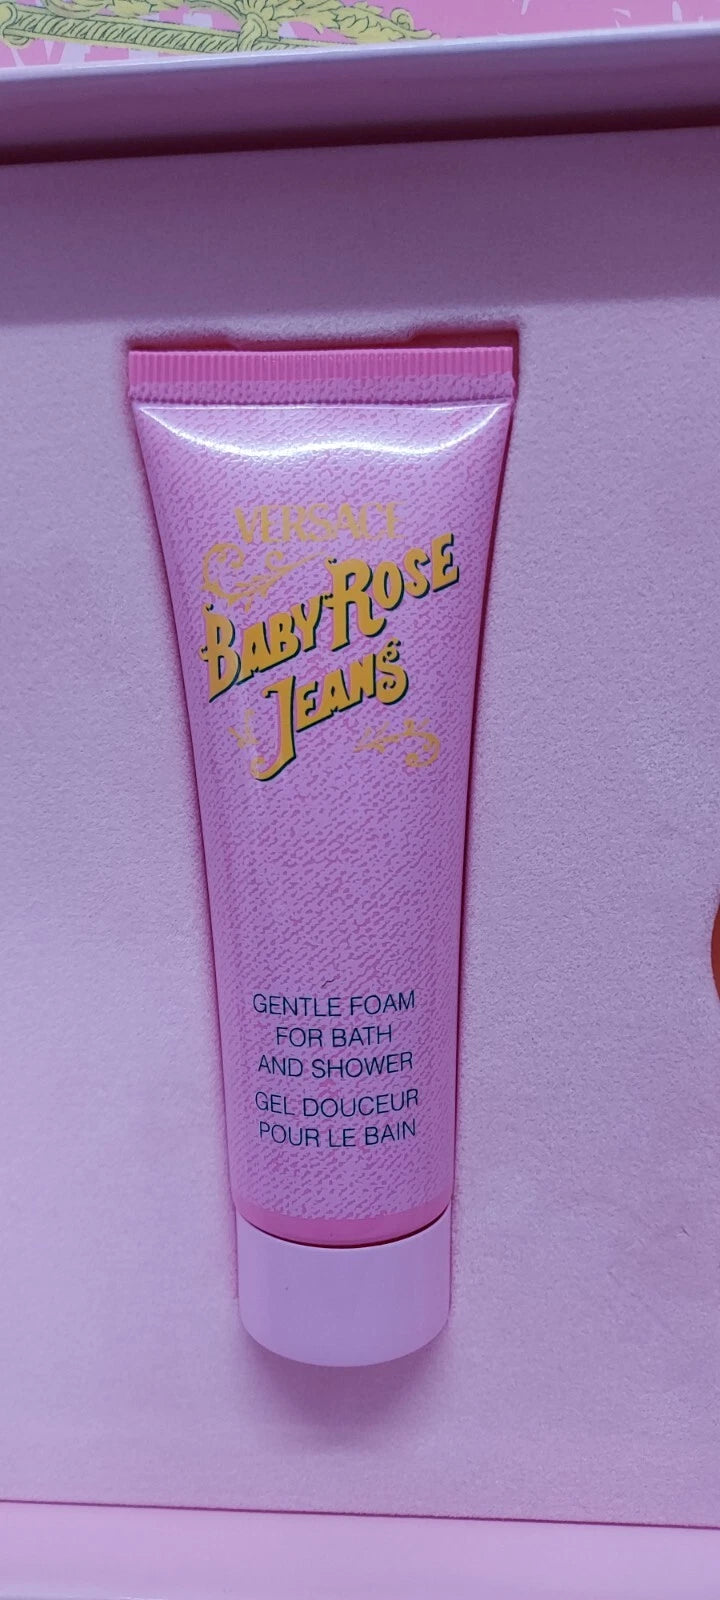 VERSACE
BABY ROSE
JEANS
GENTLE FOAM
FOR BATH
AND SHOWER
GEL DOUCEUR
POUR LE BAIN